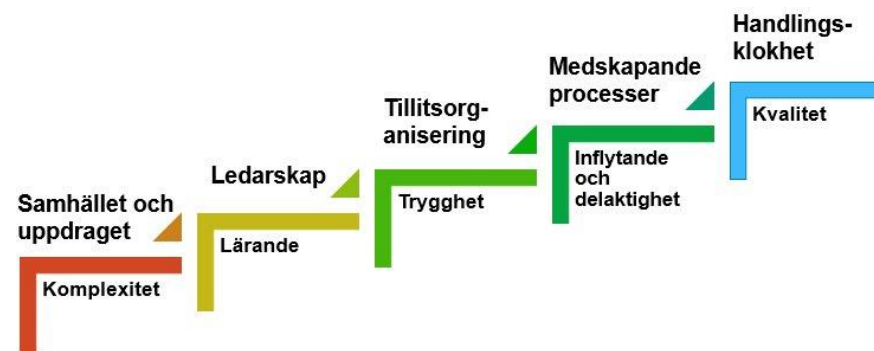 Samhället och
uppdraget
Komplexitet
Ledarskap
Lärande
Tillitsorg-
anisering
Trygghet
Medskapande
processer
Inflytande
och
delaktighet
Handlings-
klokhet
Kvalitet